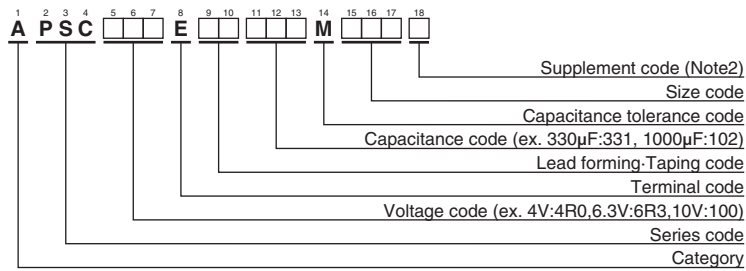 1 2 3 4 5 6 7 8 9 10 11 12 13 14 15 16 17 18
A P S C E M
Supplement code (Note2)
Size code
Capacitance tolerance code
Capacitance code (ex. 330μF:331, 1000μF:102)
Lead forming·Taping code
Terminal code
Voltage code (ex. 4V:4R0,6.3V:6R3,10V:100)
Series code
Category